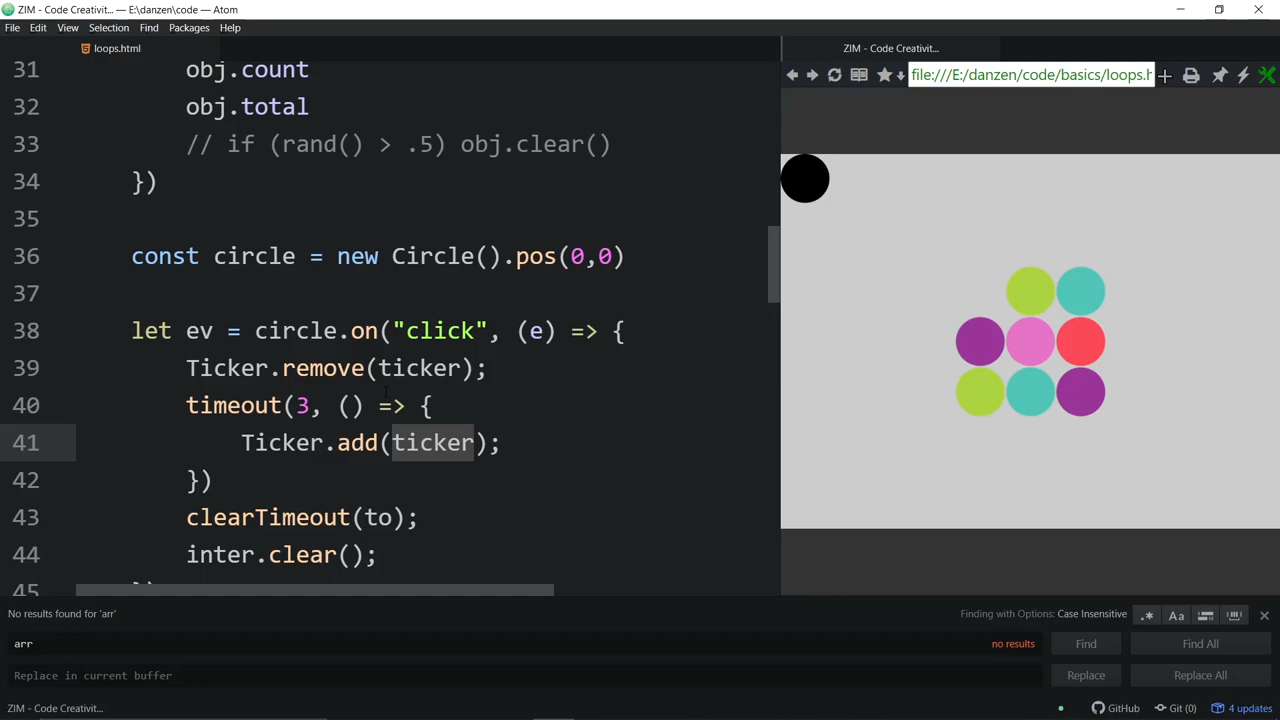 ZIM - Code Creativit... — E:\danzen\code — Atom
File Edit View Selection Find Packages Help
loops.html
ZIM - Code Creativit...
file:///E:/danzen/code/basics/loops.h
31 obj.count
32 obj.total
33 // if (rand() > .5) obj.clear()
34 })
35
36 const circle = new Circle().pos(0,0)
37
38 let ev = circle.on("click", (e) => {
39 Ticker.remove(ticker);
40 timeout(3, () => {
41 Ticker.add(ticker);
42 })
43 clearTimeout(to);
44 inter.clear();
45
No results found for 'arr'
Finding with Options: Case Insensitive
.* Aa
arr
no results
Find
Find All
Replace in current buffer
Replace
Replace All
ZIM - Code Creativit...
GitHub
Git (0)
4 updates